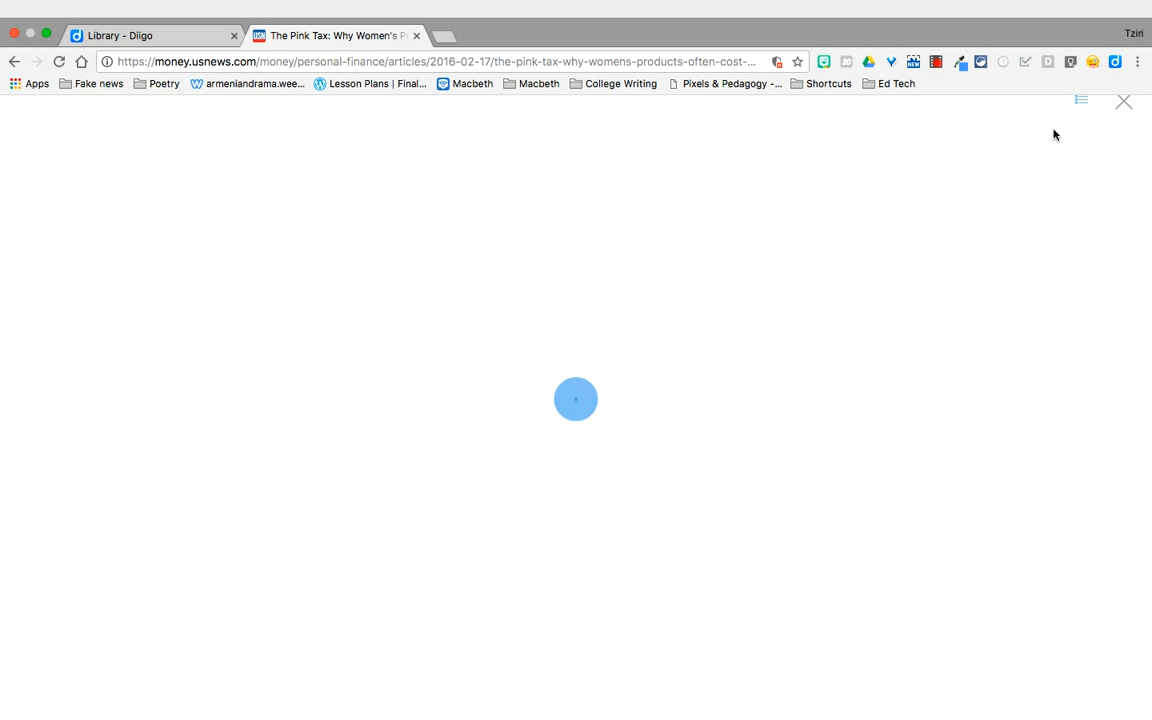 Library - Diigo
The Pink Tax: Why Women's P
Tziri
https://money.usnews.com/money/personal-finance/articles/2016-02-17/the-pink-tax-why-womens-products-often-cost-...
Apps Fake news Poetry armeniandrama.wee... Lesson Plans | Final... Macbeth Macbeth College Writing Pixels & Pedagogy -... Shortcuts Ed Tech